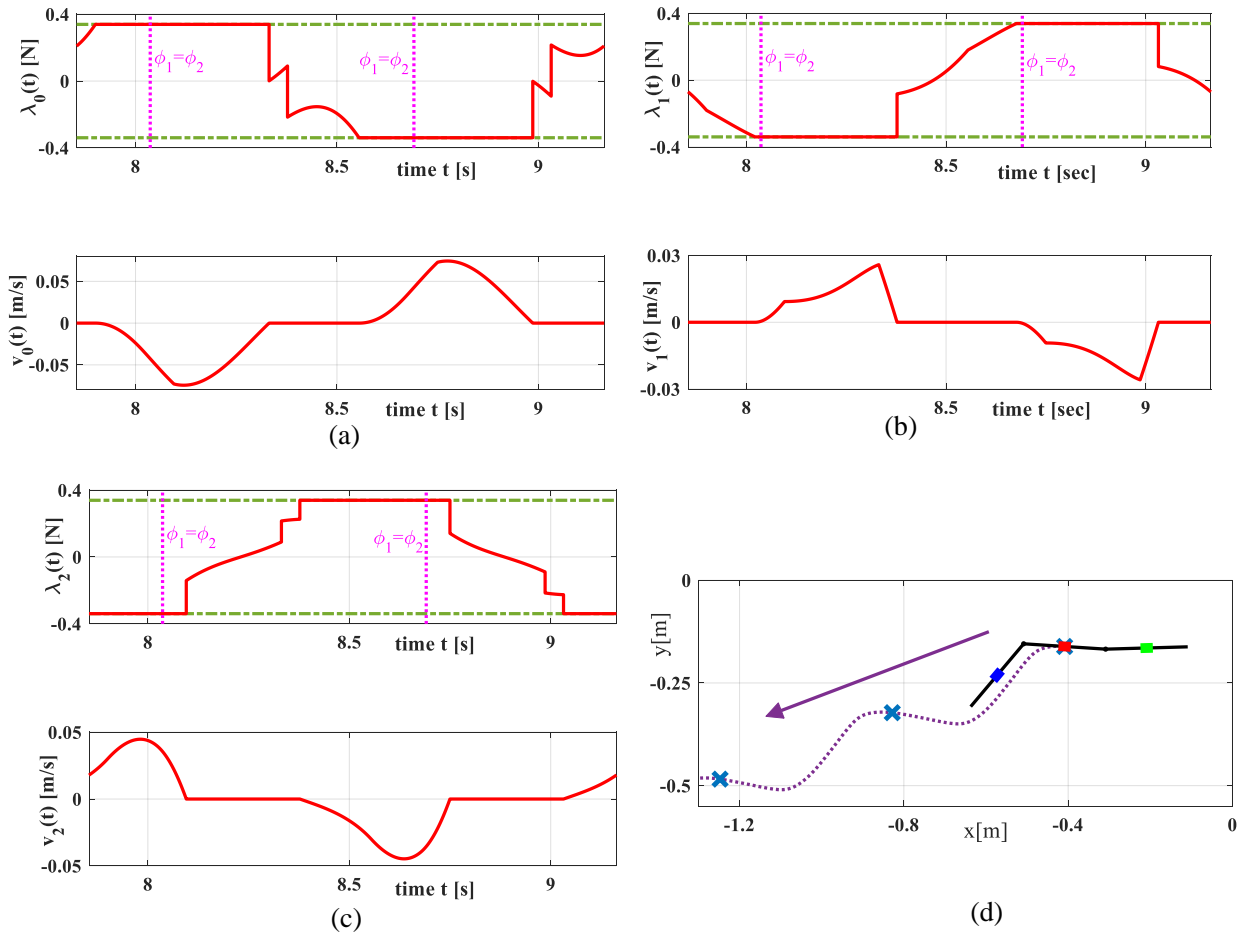 0.4
0
-0.4
λ0(t) [N]
ϕ1=ϕ2
ϕ1=ϕ2
8
8.5
9
time t [s]
0.05
0
-0.05
v0(t) [m/s]
8
8.5
9
time t [s]
(a)
0.4
0
-0.4
λ1(t) [N]
ϕ1=ϕ2
ϕ1=ϕ2
8
8.5
9
time t [sec]
0.03
0
-0.03
v1(t) [m/s]
8
8.5
9
time t [sec]
(b)
0.4
0
-0.4
λ2(t) [N]
ϕ1=ϕ2
ϕ1=ϕ2
8
8.5
9
time t [s]
0.05
0
-0.05
v2(t) [m/s]
8
8.5
9
time t [s]
(c)
0
-0.25
-0.5
y[m]
-1.2
-0.8
-0.4
0
x[m]
(d)